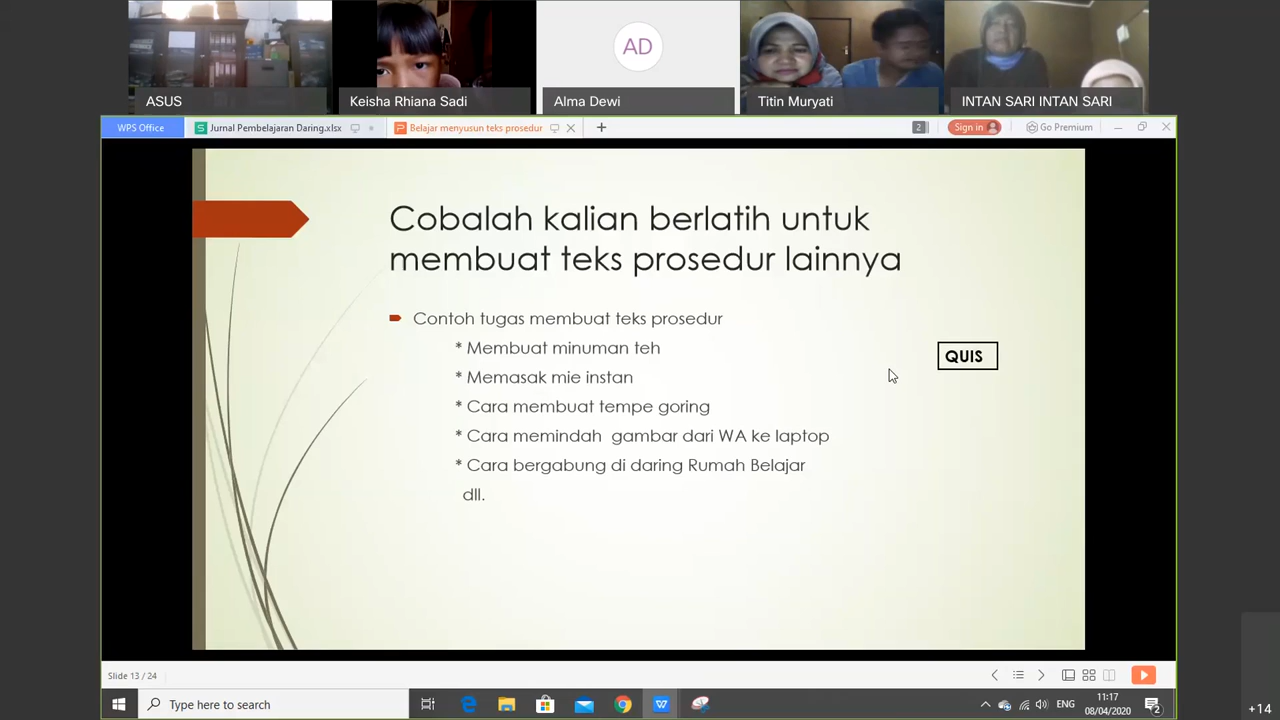 AD
ASUS
Keisha Rhiana Sadi
Alma Dewi
Titin Muryati
INTAN SARI INTAN SARI
WPS Office
Jurnal Pembelajaran Daring.xlsx
Belajar menyusun teks prosedur
2
Sign in
Go Premium
Cobalah kalian berlatih untuk
membuat teks prosedur lainnya
Contoh tugas membuat teks prosedur
* Membuat minuman teh
QUIS
* Memasak mie instan
* Cara membuat tempe goring
* Cara memindah gambar dari WA ke laptop
* Cara bergabung di daring Rumah Belajar
dll.
Slide 13 / 24
Type here to search
ENG
11:17
08/04/2020
2
+14